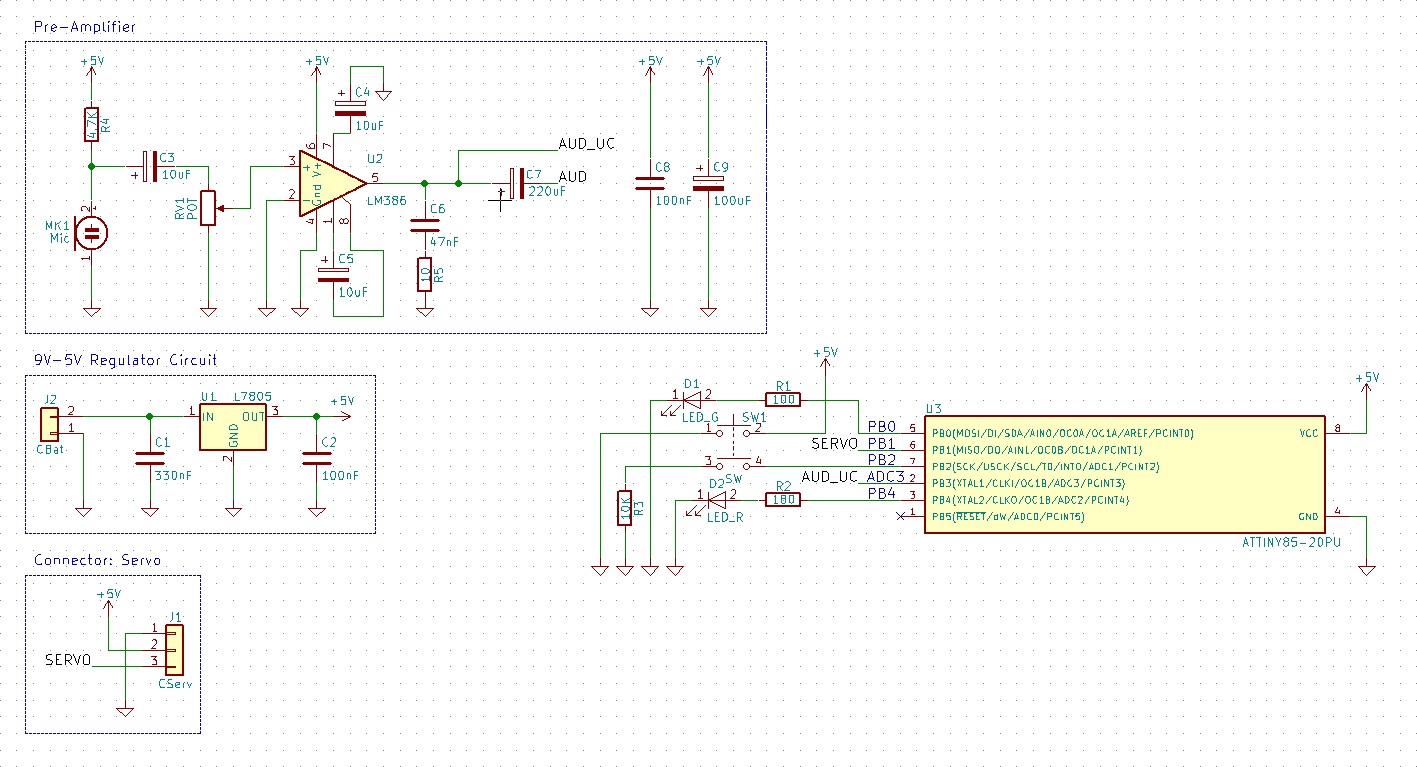 Pre-Amplifier
+5V
4.7K
R4
2
MK1
Mic
1
+
C3
10uF
RV1
POT
+5V
+
C4
10uF
6
7
U2
3
+
V+
5
2
-
Gnd
LM386
4
1
8
+
C5
10uF
AUD_UC
C7
AUD
+
220uF
C6
47nF
10
R5
+5V
+5V
C8
100nF
+
C9
100uF
9V-5V Regulator Circuit
J2
2
1
CBat
C1
330nF
U1
L7805
1
IN
OUT
3
GND
2
+5V
C2
100nF
Connector: Servo
+5V
J1
1
2
SERVO
3
CServ
+5V
D1
1
2
LED_G
R1
100
SW1
1
2
3
4
SW
10K
R3
D2
1
2
LED_R
R2
180
U3
PB0 5 PB0(MOSI/DI/SDA/AIN0/OC0A/OC1A/AREF/PCINT0)
SERVO PB1 6 PB1(MISO/DO/AIN1/OC0B/OC1A/PCINT1)
PB2 7 PB2(SCK/USCK/SCL/T0/INT0/ADC1/PCINT2)
AUD_UC ADC3 2 PB3(XTAL1/CLKI/OC1B/ADC3/PCINT3)
PB4 3 PB4(XTAL2/CLKO/OC1B/ADC2/PCINT4)
1 PB5(RESET/dW/ADC0/PCINT5)
+5V
VCC 8
GND 4
ATTINY85-20PU